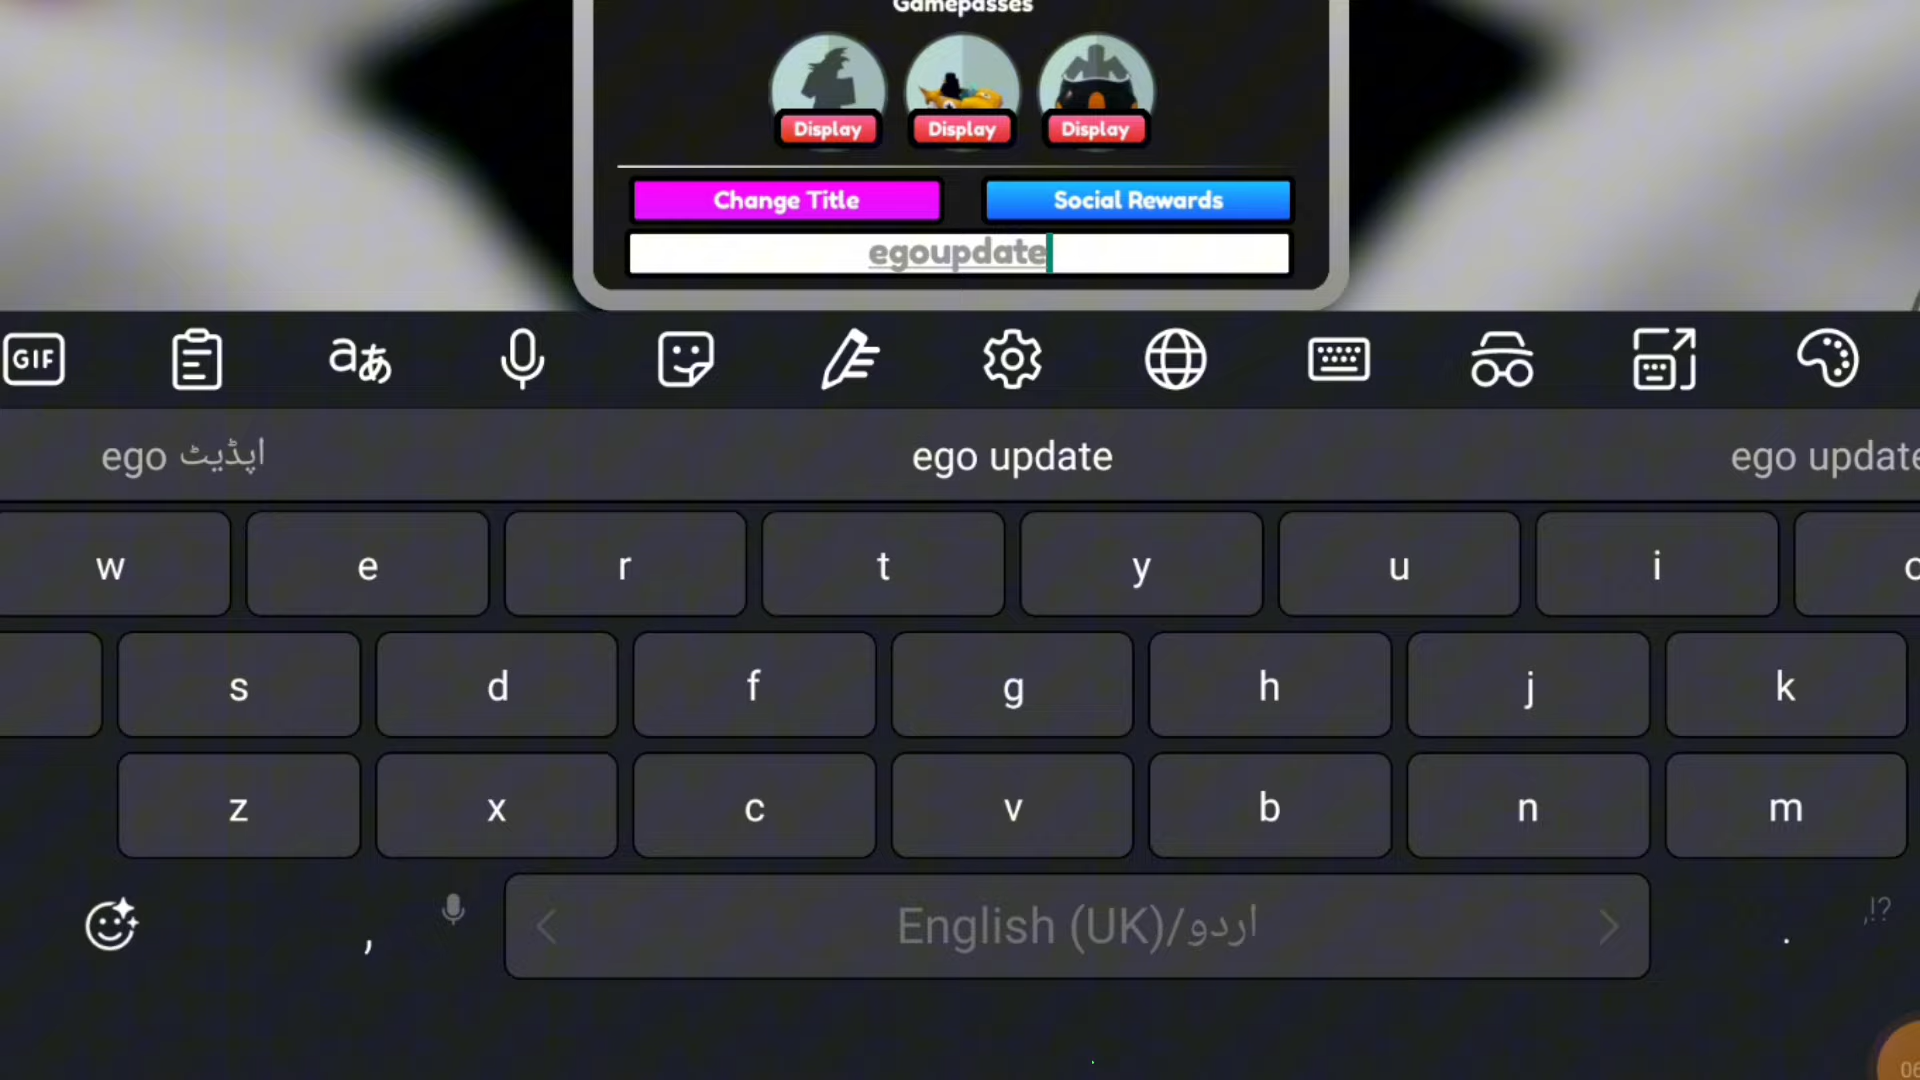 Gamepasses
Display Display Display
Change Title Social Rewards
egoupdate
GIF aあ
ego اپڈیٹ ego update ego update
w e r t y u i o
s d f g h j k
z x c v b n m
, English (UK)/اردو . ,!?
06